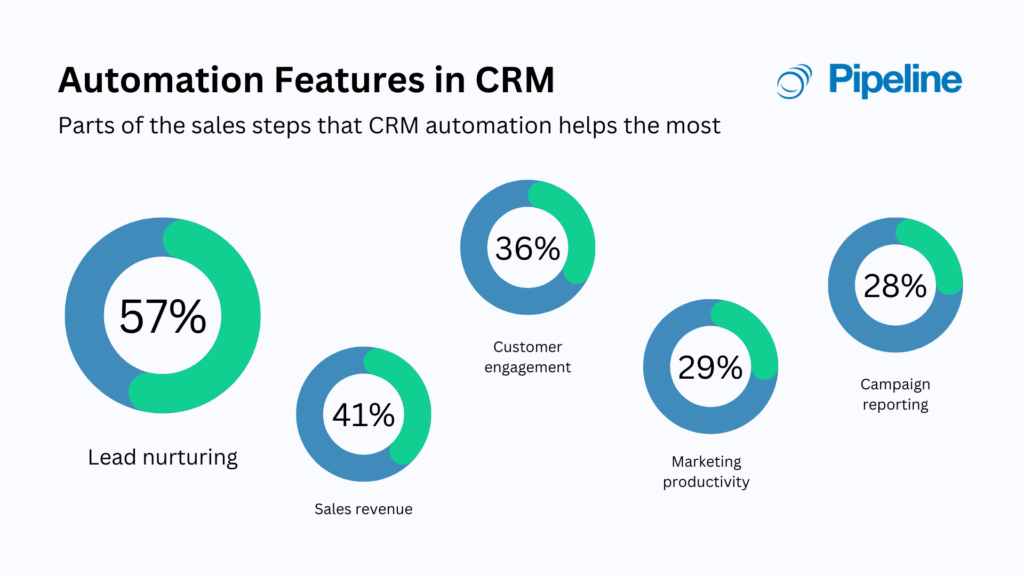 Automation Features in CRM
Pipeline
Parts of the sales steps that CRM automation helps the most
57%
Lead nurturing
41%
Sales revenue
36%
Customer
engagement
29%
Marketing
productivity
28%
Campaign
reporting